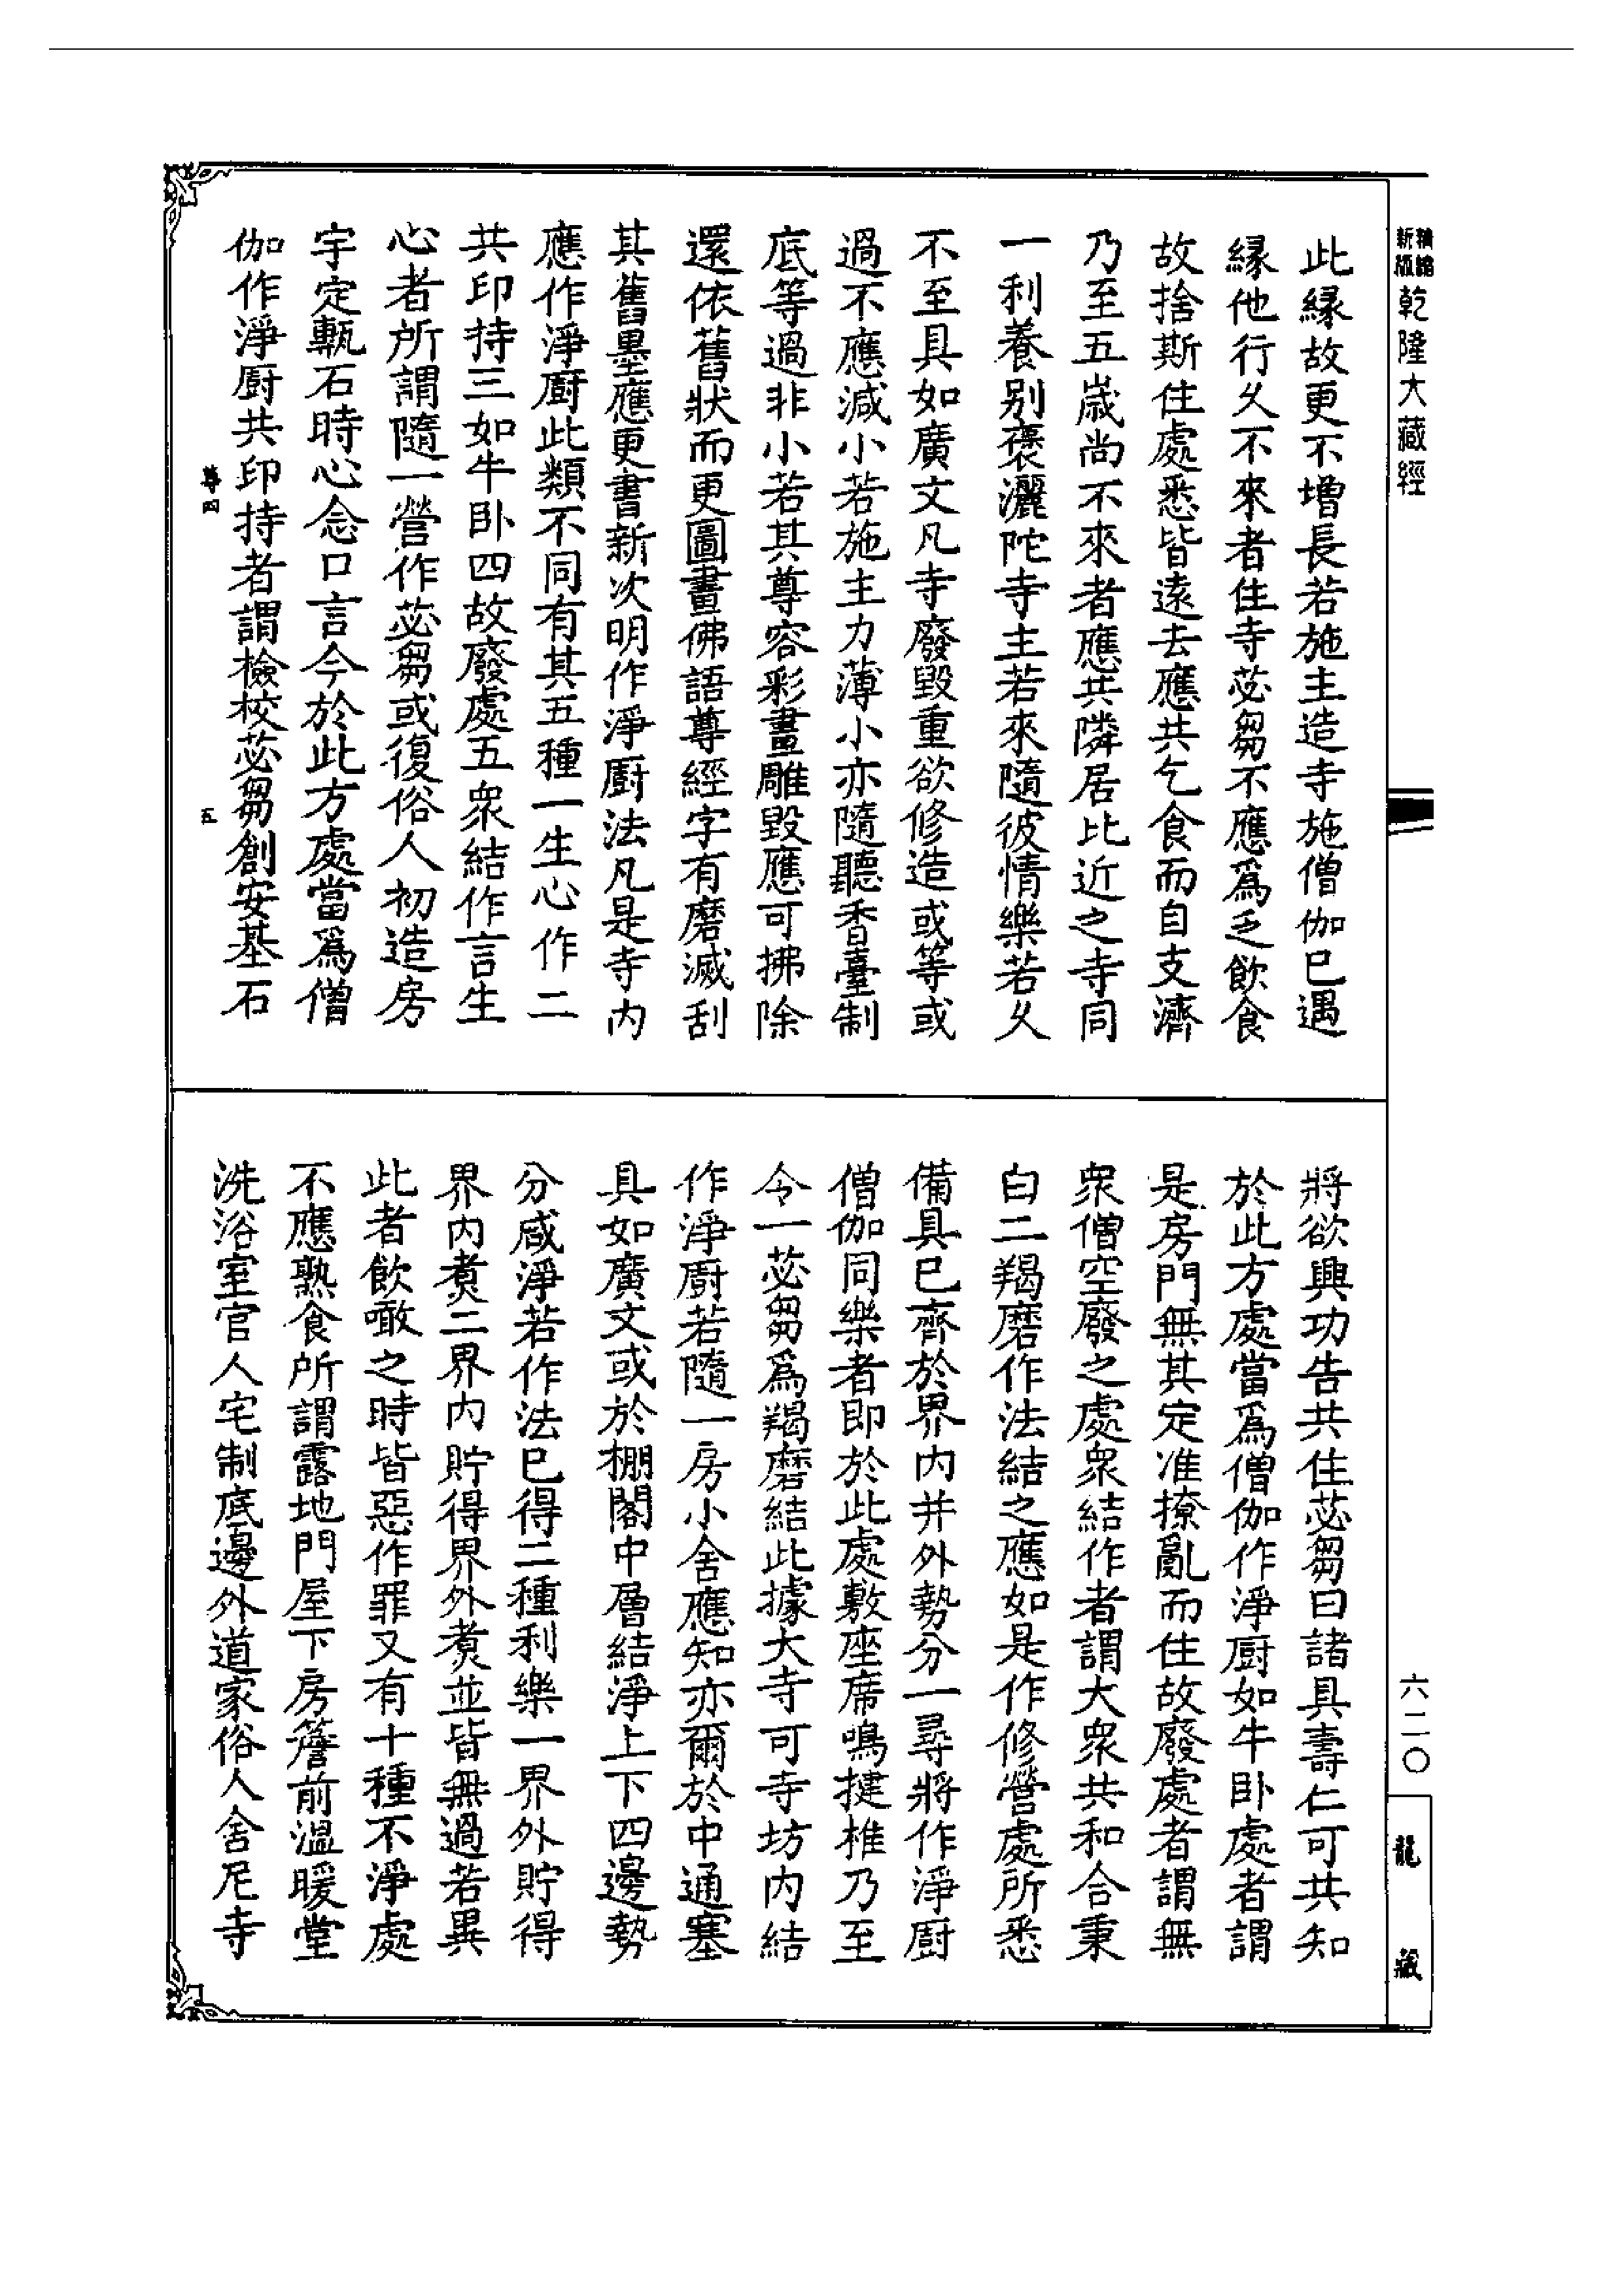 新版精縮乾隆大藏經
此緣故更不增長若施主造寺施僧伽已遇
緣他行久不來者住寺苾芻不應爲乏飲食
故捨斯住處悉皆遠去應共乞食而自支濟
乃至五歲尚不來者應共隣居比近之寺同
一利養別褒灑陀寺主若來隨彼情樂若久
不至具如廣文凡寺廢毀重欲修造或等或
過不應減小若施主力薄小亦隨聽香臺制
底等過非小若其尊容彩畫雕毀應可拂除
還依舊狀而更圖畫佛語尊經字有磨滅刮
其舊墨應更書新次明作淨厨法凡是寺內
應作淨厨此類不同有其五種一生心作二
共印持三如牛卧四故廢處五衆結作言生
心者所謂隨一營作苾芻或復俗人初造房
宇定甎石時心念口言今於此方處當爲僧
伽作淨厨共印持者謂檢校苾芻創安基石
尊四
五
將欲興功告共住苾芻曰諸具壽仁可共知
於此方處當爲僧伽作淨厨如牛卧處者謂
是房門無其定准撩亂而住故廢處者謂無
衆僧空廢之處衆結作者謂大衆共和合秉
白二羯磨作法結之應如是作修營處所悉
備具已齊於界內并外勢分一尋將作淨厨
僧伽同樂者即於此處敷座席鳴揵椎乃至
令一苾芻爲羯磨結此據大寺可寺坊內結
作淨厨若隨一房小舍應知亦爾於中通塞
具如廣文或於棚閣中層結淨上下四邊勢
分咸淨若作法已得二種利樂一界外貯得
界內煮二界內貯得界外煮並皆無過若異
此者飲噉之時皆惡作罪又有十種不淨處
不應熟食所謂露地門屋下房簷前溫暖堂
洗浴室官人宅制底邊外道家俗人舍尼寺
六二〇
龍藏